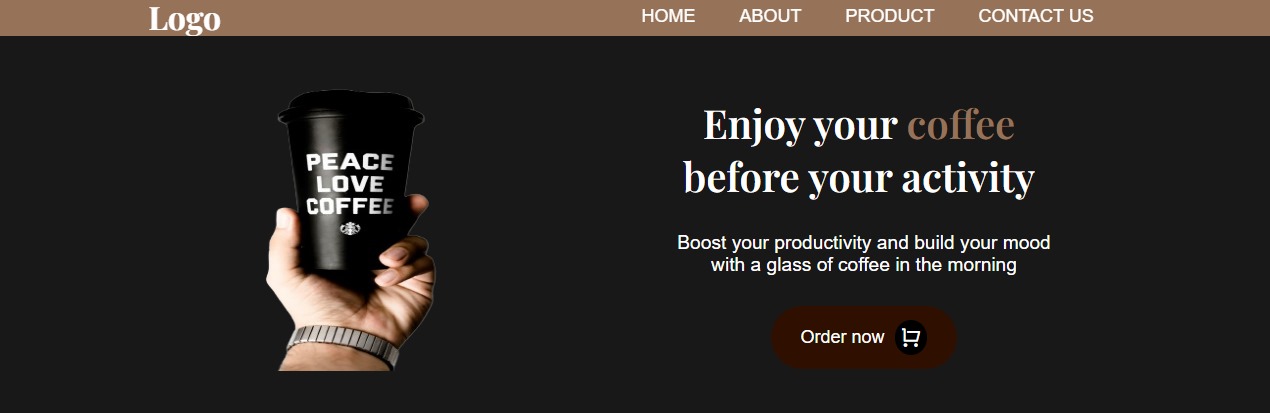 Logo
HOME ABOUT PRODUCT CONTACT US
PEACE
LOVE
COFFEE
Enjoy your coffee
before your activity
Boost your productivity and build your mood
with a glass of coffee in the morning
Order now